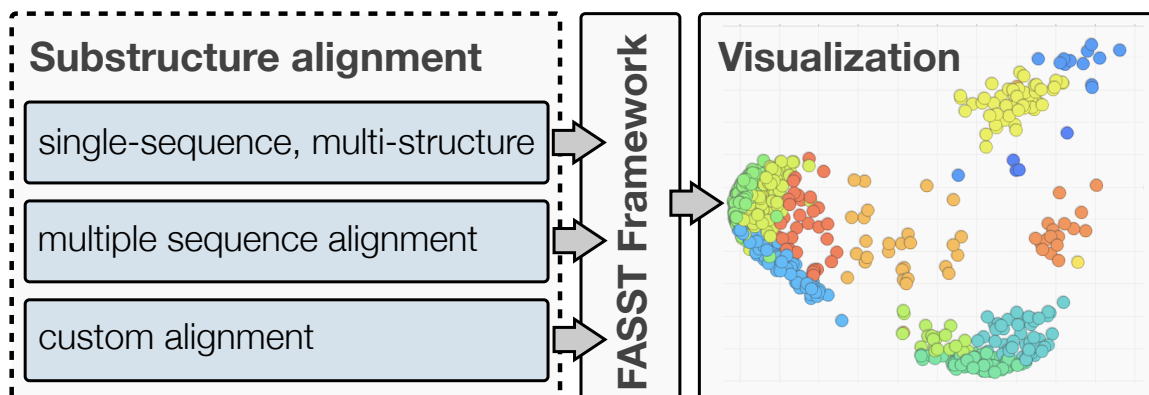 Substructure alignment
single-sequence, multi-structure
multiple sequence alignment
custom alignment
FASST Framework
Visualization